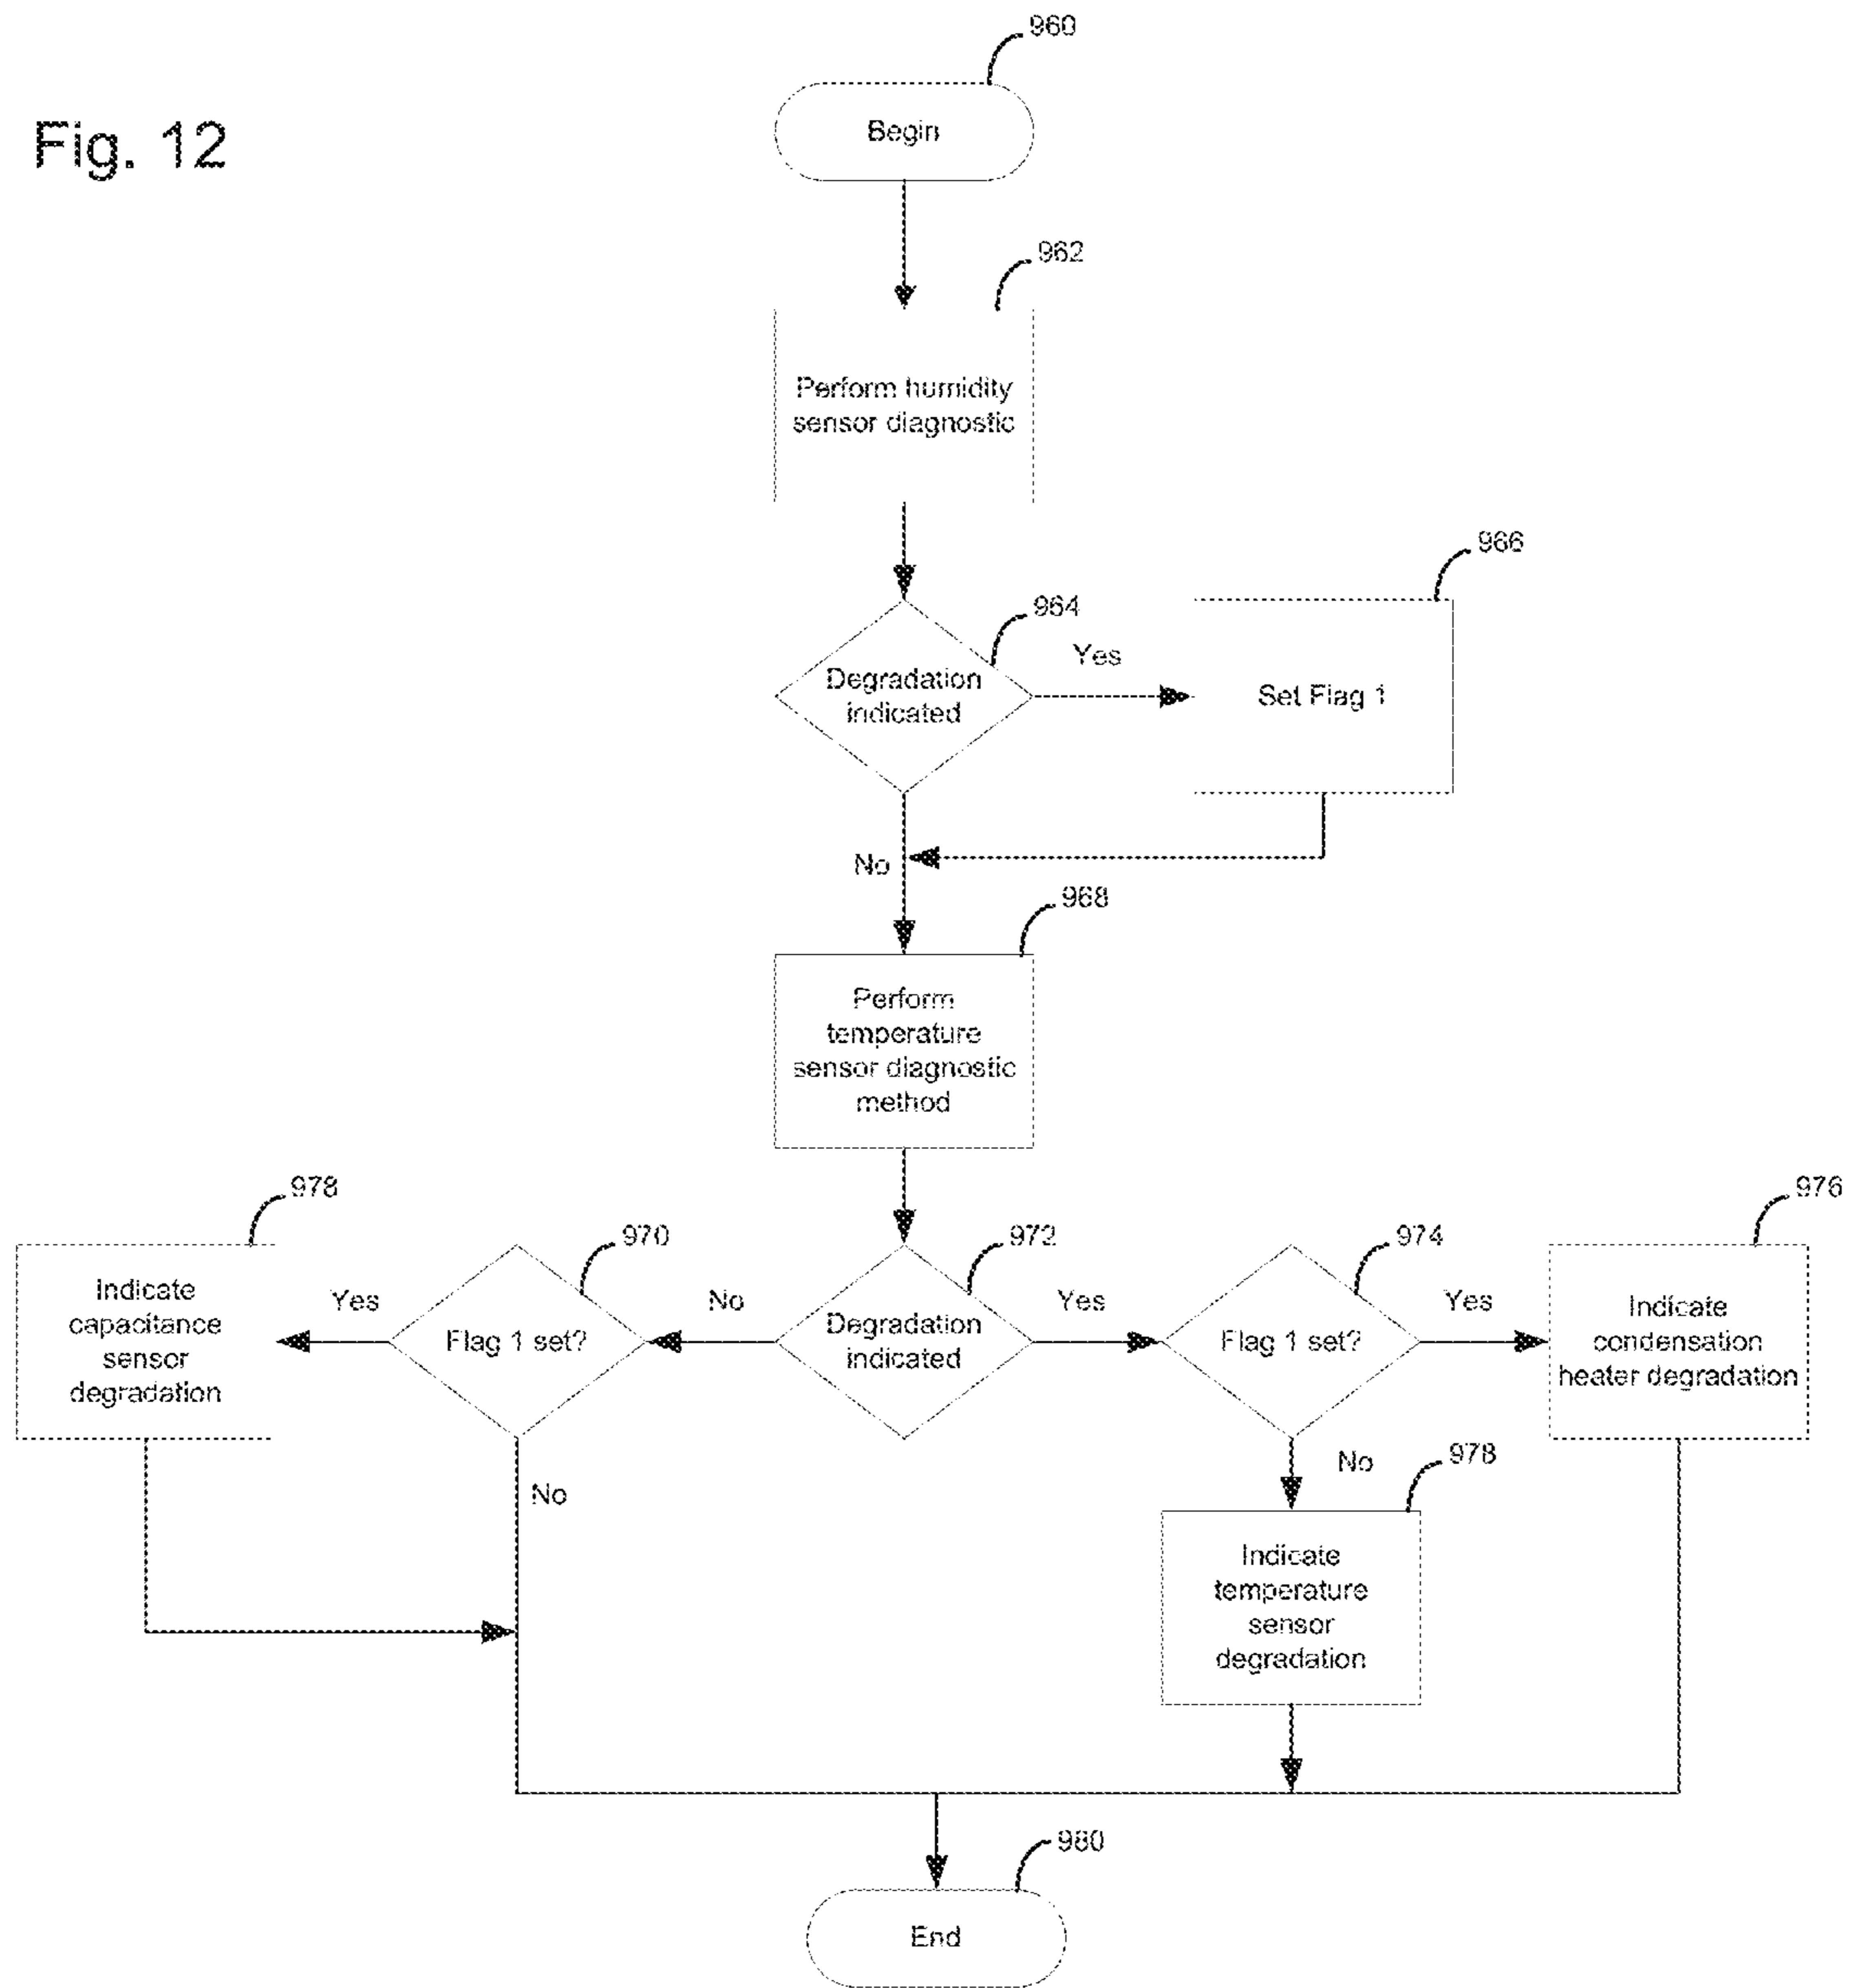 960
Fig. 12
Begin
962
Perform humidity
sensor diagnostic
966
964
Yes
Degradation
indicated
Set Flag 1
No
968
Perform
temperature
sensor diagnostic
method
978
970
972
974
976
Indicate
capacitance
sensor
degradation
Yes
Flag 1 set?
No
Degradation
indicated
Yes
Flag 1 set?
Yes
Indicate
condensation
heater degradation
No
978
No
Indicate
temperature
sensor
degradation
980
End